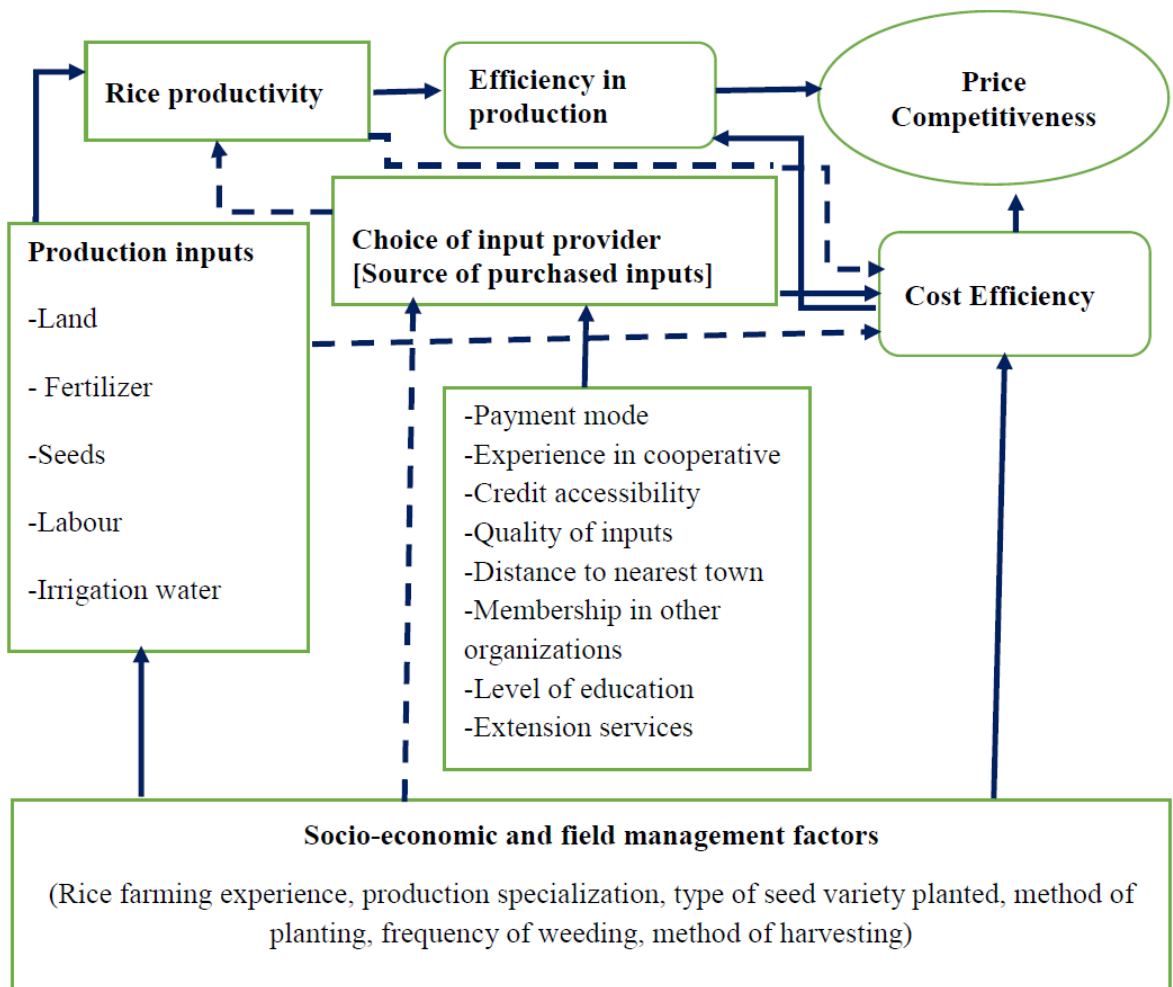 Rice productivity
Efficiency in
production
Price
Competitiveness
Choice of input provider
[Source of purchased inputs]
Cost Efficiency
Production inputs
-Land
- Fertilizer
-Seeds
-Labour
-Irrigation water
-Payment mode
-Experience in cooperative
-Credit accessibility
-Quality of inputs
-Distance to nearest town
-Membership in other
organizations
-Level of education
-Extension services
Socio-economic and field management factors
(Rice farming experience, production specialization, type of seed variety planted, method of
planting, frequency of weeding, method of harvesting)